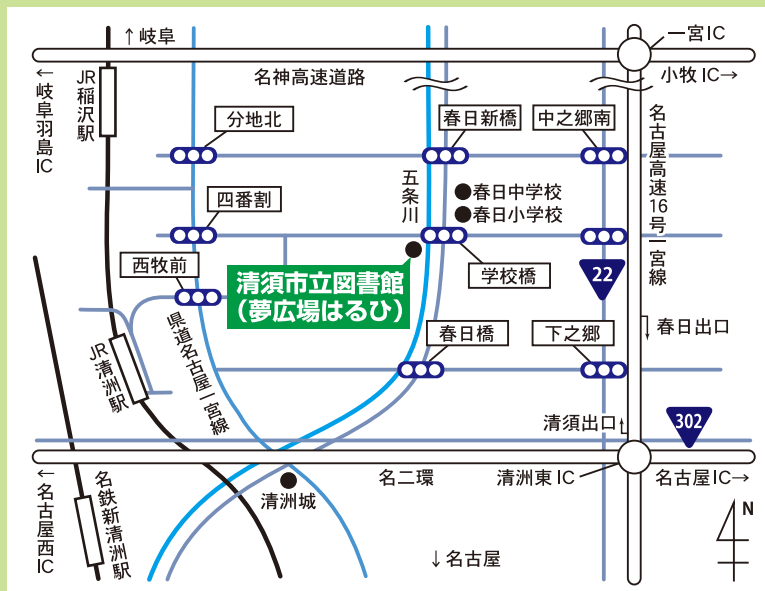 ↑岐阜
一宮IC
名神高速道路
小牧IC→
←岐阜羽島IC
JR稲沢駅
分地北
春日新橋
中之郷南
名古屋高速16号一宮線
五条川
春日中学校
春日小学校
四番割
学校橋
西牧前
清須市立図書館
(夢広場はるひ)
22
春日出口
県道名古屋一宮線
JR清洲駅
春日橋
下之郷
清須出口
302
←名古屋西IC
名鉄新清洲駅
清洲城
名二環
清洲東IC
名古屋IC→
↓名古屋
N